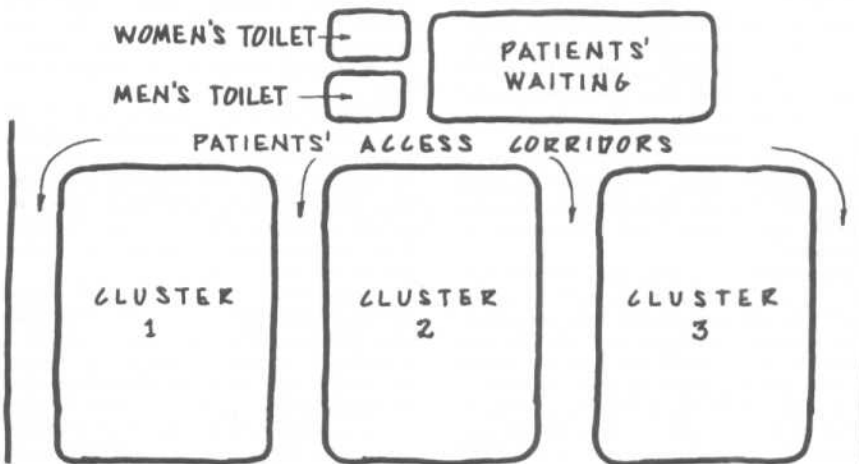 WOMEN'S TOILET
PATIENTS'
WAITING
MEN'S TOILET
PATIENTS' ACCESS CORRIDORS
CLUSTER
1
CLUSTER
2
CLUSTER
3